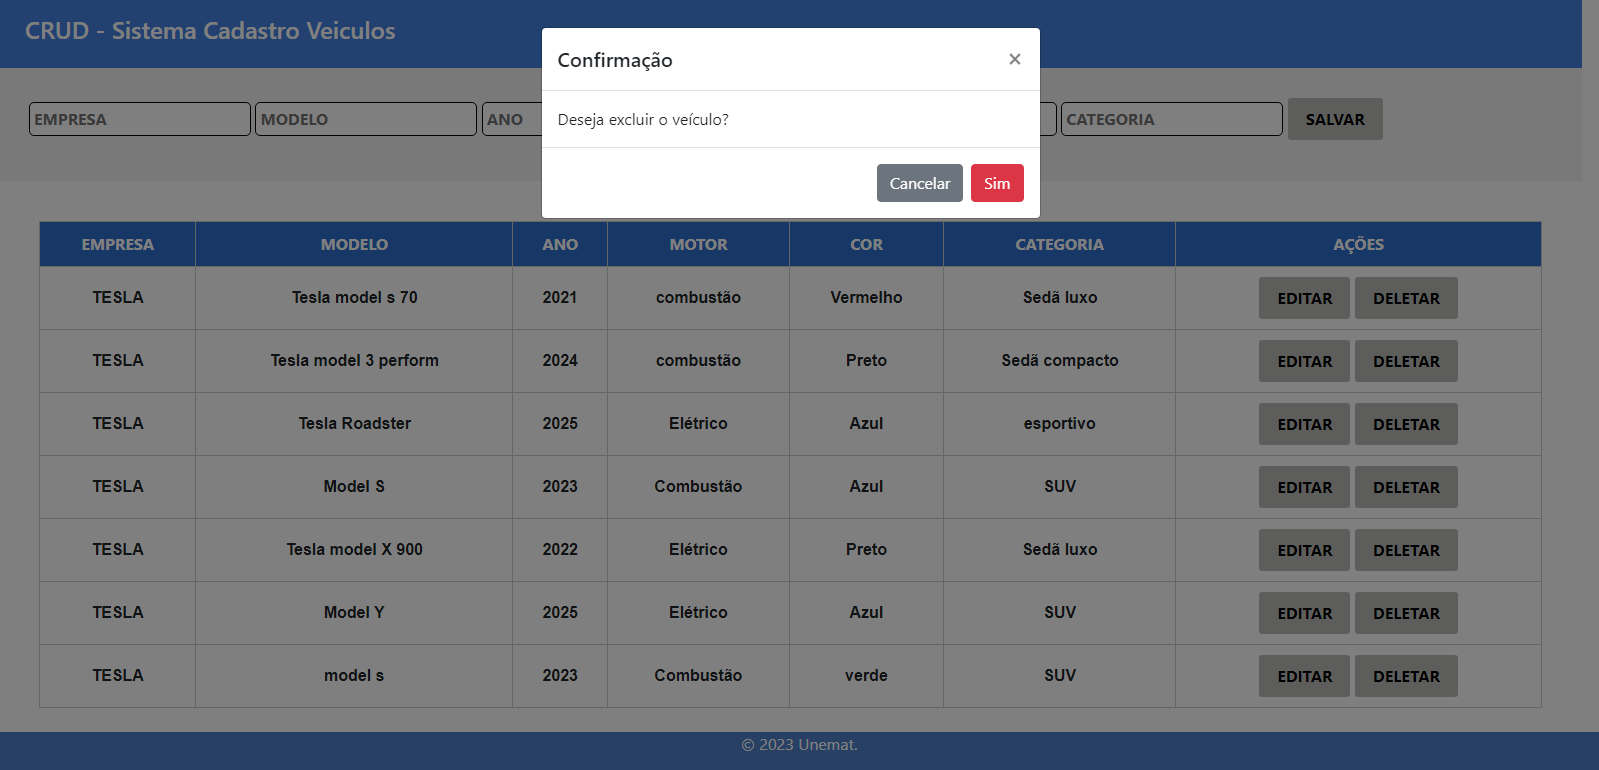 CRUD - Sistema Cadastro Veiculos
Confirmação ×
Deseja excluir o veículo?
Cancelar Sim
EMPRESA MODELO ANO CATEGORIA SALVAR
EMPRESA MODELO ANO MOTOR COR CATEGORIA AÇÕES
TESLA Tesla model s 70 2021 combustão Vermelho Sedã luxo EDITAR DELETAR
TESLA Tesla model 3 perform 2024 combustão Preto Sedã compacto EDITAR DELETAR
TESLA Tesla Roadster 2025 Elétrico Azul esportivo EDITAR DELETAR
TESLA Model S 2023 Combustão Azul SUV EDITAR DELETAR
TESLA Tesla model X 900 2022 Elétrico Preto Sedã luxo EDITAR DELETAR
TESLA Model Y 2025 Elétrico Azul SUV EDITAR DELETAR
TESLA model s 2023 Combustão verde SUV EDITAR DELETAR
© 2023 Unemat.